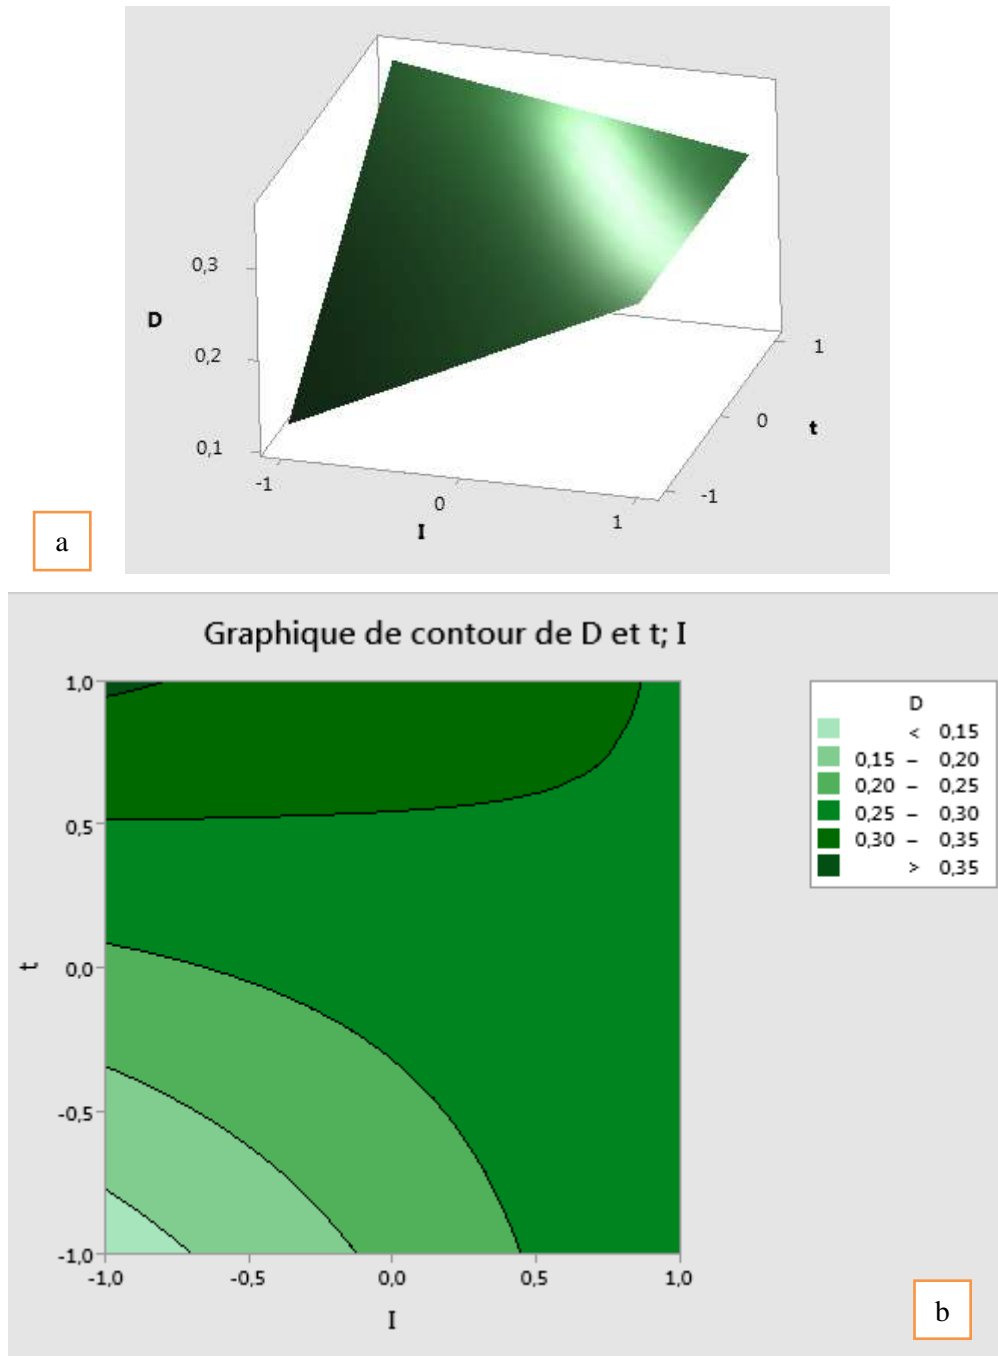 0,3
D
0,2
0,1
-1
0
1
I
-1
0
1
t
a
Graphique de contour de D et t; I
1,0
0,5
0,0
-0,5
-1,0
t
-1,0 -0,5 0,0 0,5 1,0
I
D
< 0,15
0,15 – 0,20
0,20 – 0,25
0,25 – 0,30
0,30 – 0,35
> 0,35
b